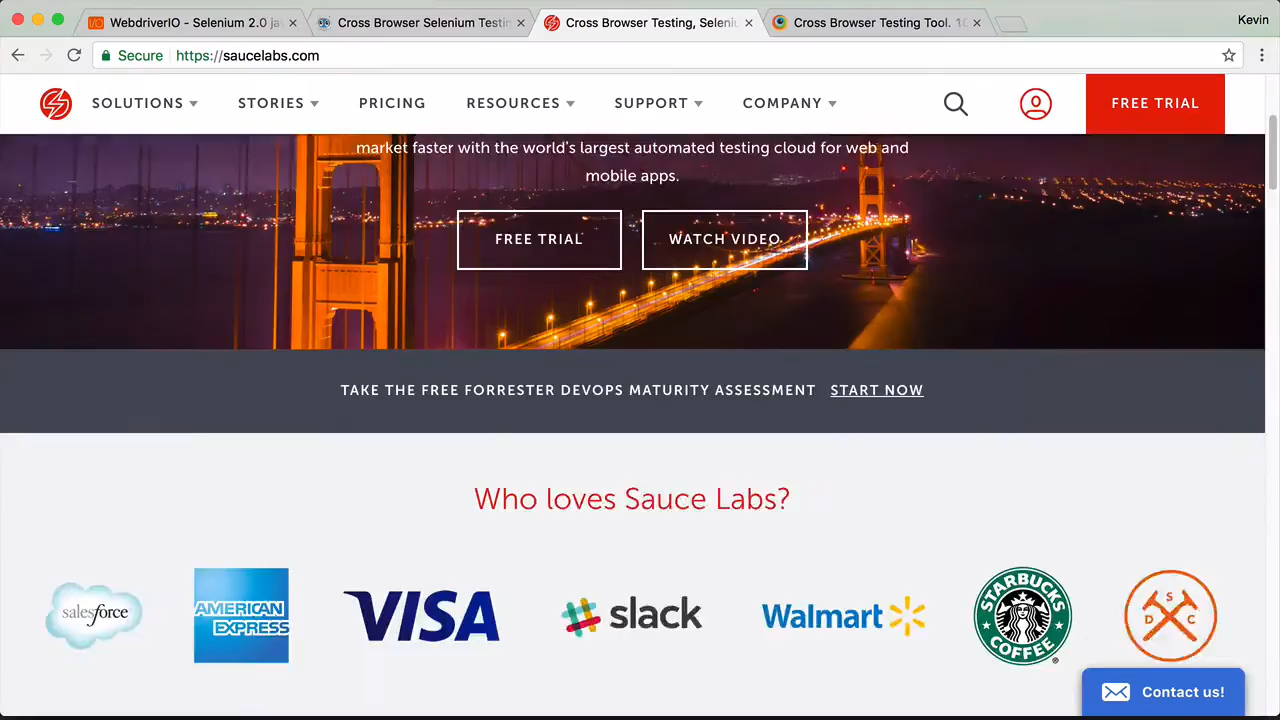 WebdriverIO - Selenium 2.0 ja
Cross Browser Selenium Testin
Cross Browser Testing, Seleniu
Cross Browser Testing Tool. 10
Kevin
Secure
https://saucelabs.com
SOLUTIONS
STORIES
PRICING
RESOURCES
SUPPORT
COMPANY
FREE TRIAL
market faster with the world's largest automated testing cloud for web and
mobile apps.
FREE TRIAL
WATCH VIDEO
TAKE THE FREE FORRESTER DEVOPS MATURITY ASSESSMENT START NOW
Who loves Sauce Labs?
salesforce
AMERICAN
EXPRESS
VISA
slack
Walmart
STARBUCKS
COFFEE
S
D C
Contact us!